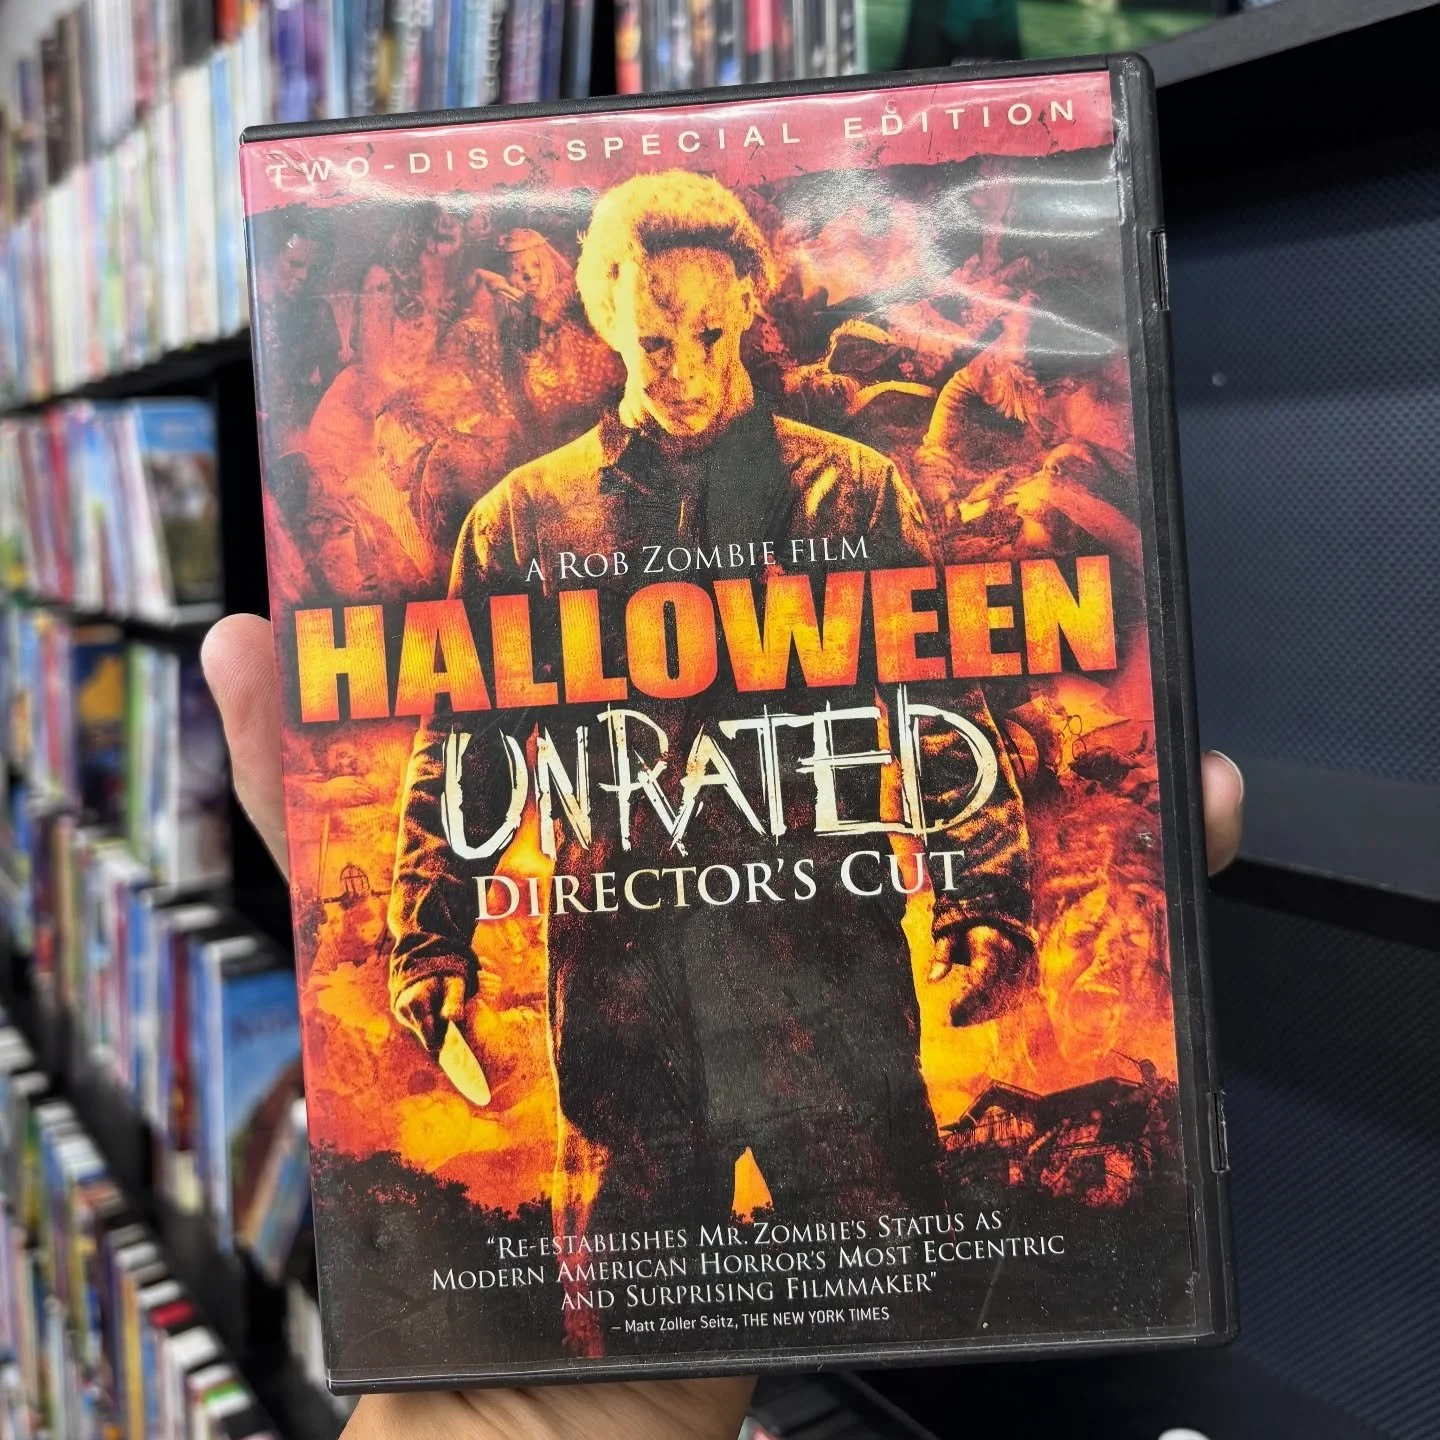 TWO-DISC SPECIAL EDITION
A ROB ZOMBIE FILM
HALLOWEEN
UNRATED
DIRECTOR'S CUT
"RE-ESTABLISHES MR. ZOMBIE'S STATUS AS
MODERN AMERICAN HORROR'S MOST ECCENTRIC
AND SURPRISING FILMMAKER"
– Matt Zoller Seitz, THE NEW YORK TIMES